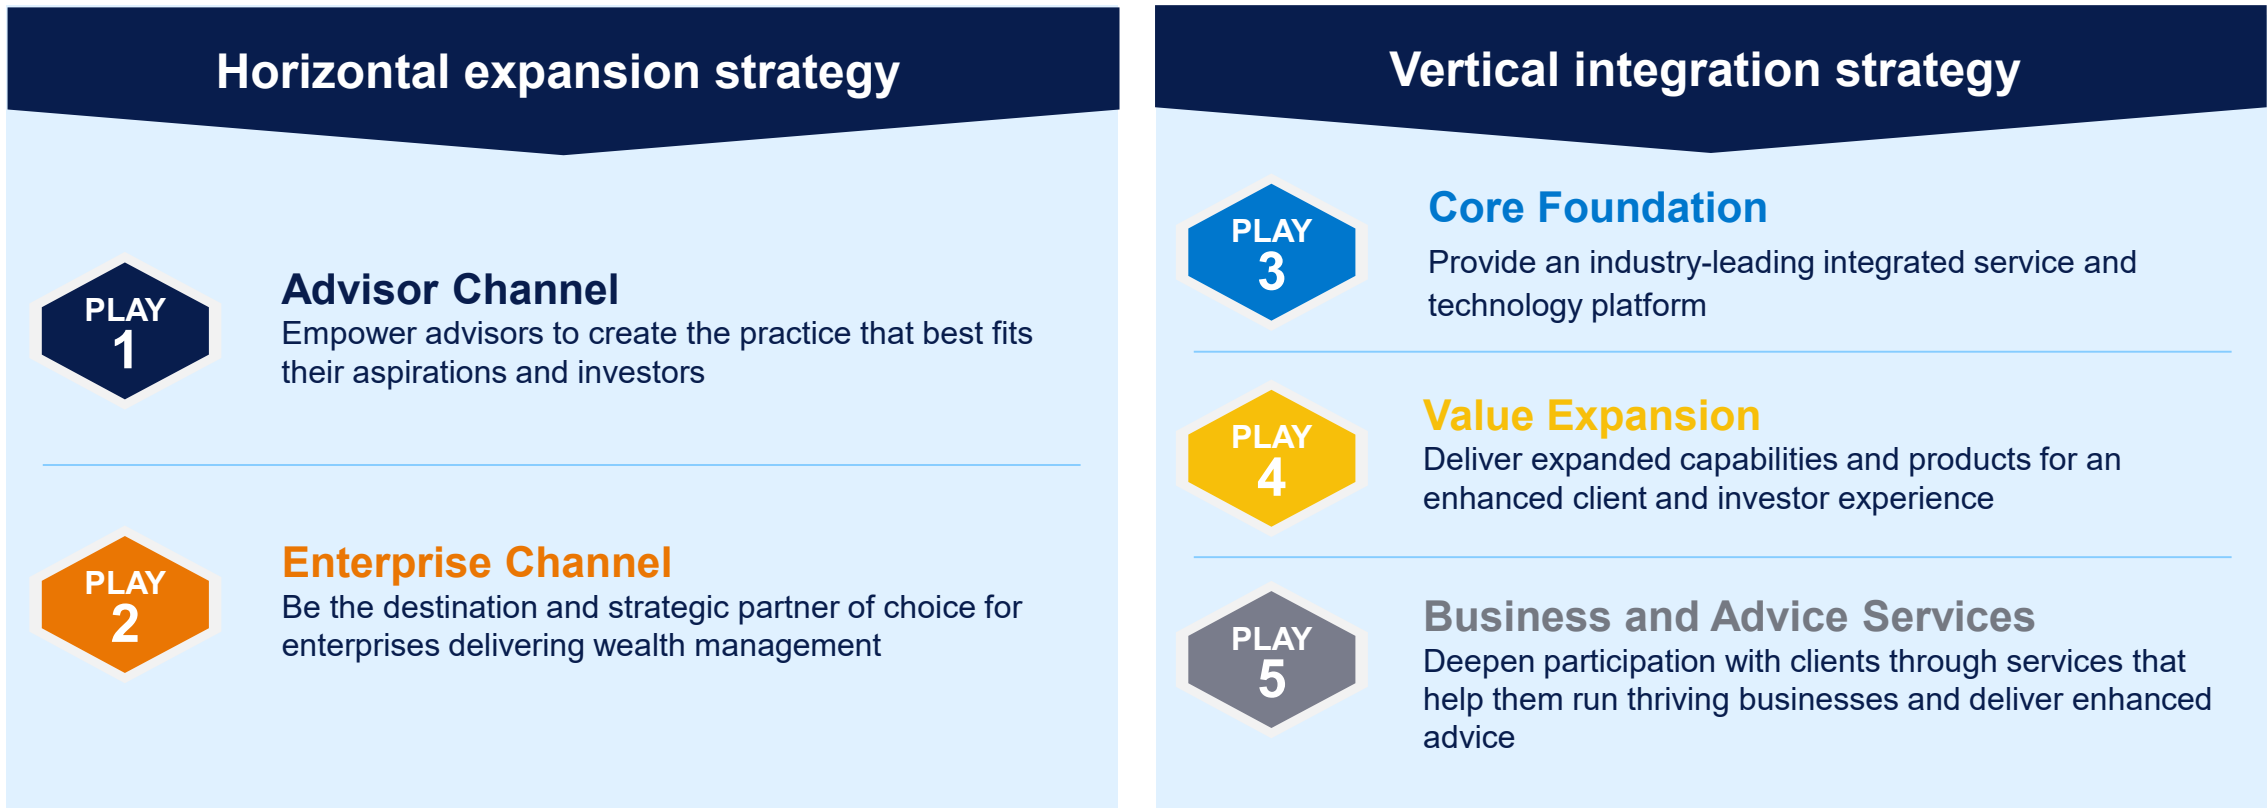 Horizontal expansion strategy
PLAY
1
Advisor Channel
Empower advisors to create the practice that best fits
their aspirations and investors
PLAY
2
Enterprise Channel
Be the destination and strategic partner of choice for
enterprises delivering wealth management
Vertical integration strategy
PLAY
3
Core Foundation
Provide an industry-leading integrated service and
technology platform
PLAY
4
Value Expansion
Deliver expanded capabilities and products for an
enhanced client and investor experience
PLAY
5
Business and Advice Services
Deepen participation with clients through services that
help them run thriving businesses and deliver enhanced
advice